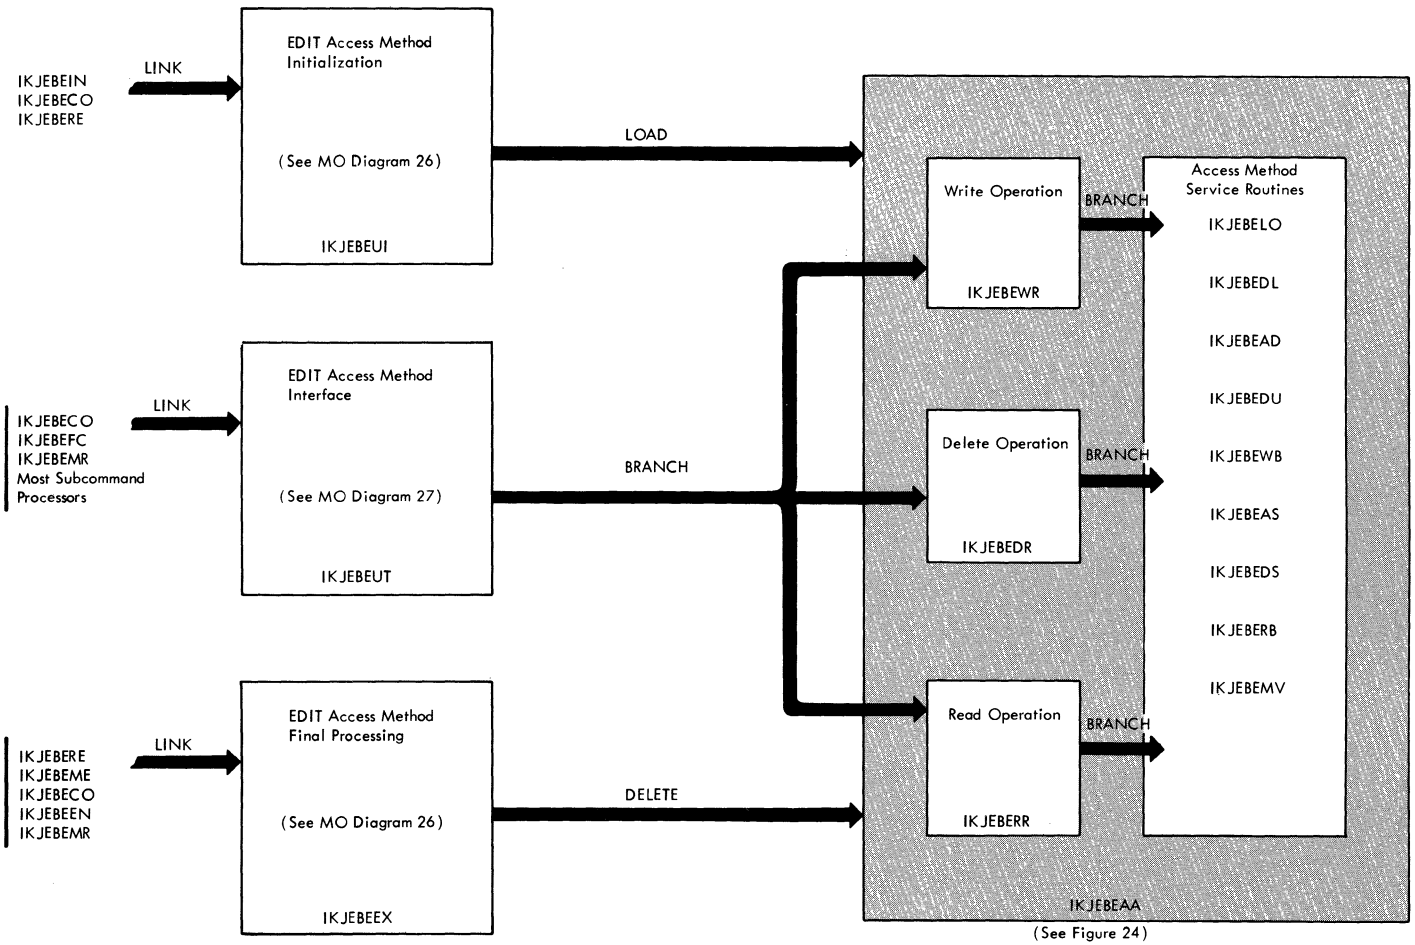 IKJEBEIN
IKJEBECO
IKJEBERE
LINK
EDIT Access Method
Initialization
(See MO Diagram 26)
IKJEBEUI
LOAD
IKJEBECO
IKJEBEFC
IKJEBEMR
Most Subcommand
Processors
LINK
EDIT Access Method
Interface
(See MO Diagram 27)
IKJEBEUT
BRANCH
IKJEBERE
IKJEBEME
IKJEBECO
IKJEBEEN
IKJEBEMR
LINK
EDIT Access Method
Final Processing
(See MO Diagram 26)
IKJEBEEX
DELETE
Write Operation
IKJEBEWR
BRANCH
Delete Operation
IKJEBEDR
BRANCH
Read Operation
IKJEBERR
BRANCH
Access Method
Service Routines
IKJEBELO
IKJEBEDL
IKJEBEAD
IKJEBEDU
IKJEBEWB
IKJEBEAS
IKJEBEDS
IKJEBERB
IKJEBEMV
IKJEBEAA
(See Figure 24)